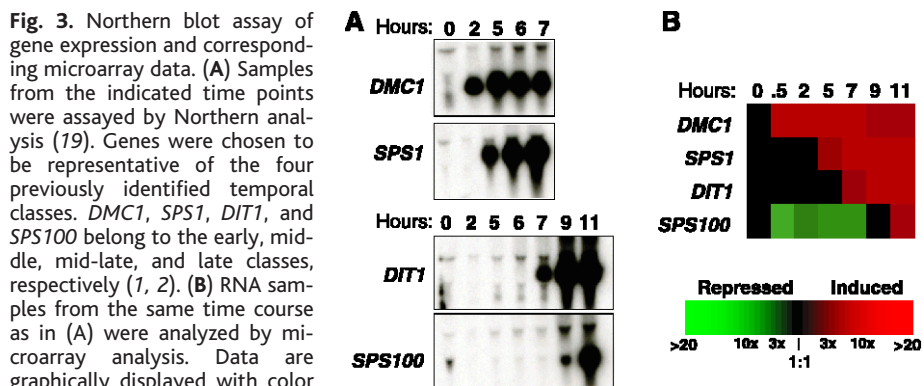 Fig. 3. Northern blot assay of
gene expression and correspond-
ing microarray data. (A) Samples
from the indicated time points
were assayed by Northern anal-
ysis (19). Genes were chosen to
be representative of the four
previously identified temporal
classes. DMC1, SPS1, DIT1, and
SPS100 belong to the early, mid-
dle, mid-late, and late classes,
respectively (1, 2). (B) RNA sam-
ples from the same time course
as in (A) were analyzed by mi-
croarray analysis. Data are
graphically displayed with color
A
Hours: 0 2 5 6 7
DMC1
SPS1
Hours: 0 2 5 6 7 9 11
DIT1
SPS100
B
Hours: 0 .5 2 5 7 9 11
DMC1
SPS1
DIT1
SPS100
Repressed Induced
>20 10x 3x | 3x 10x >20
1:1